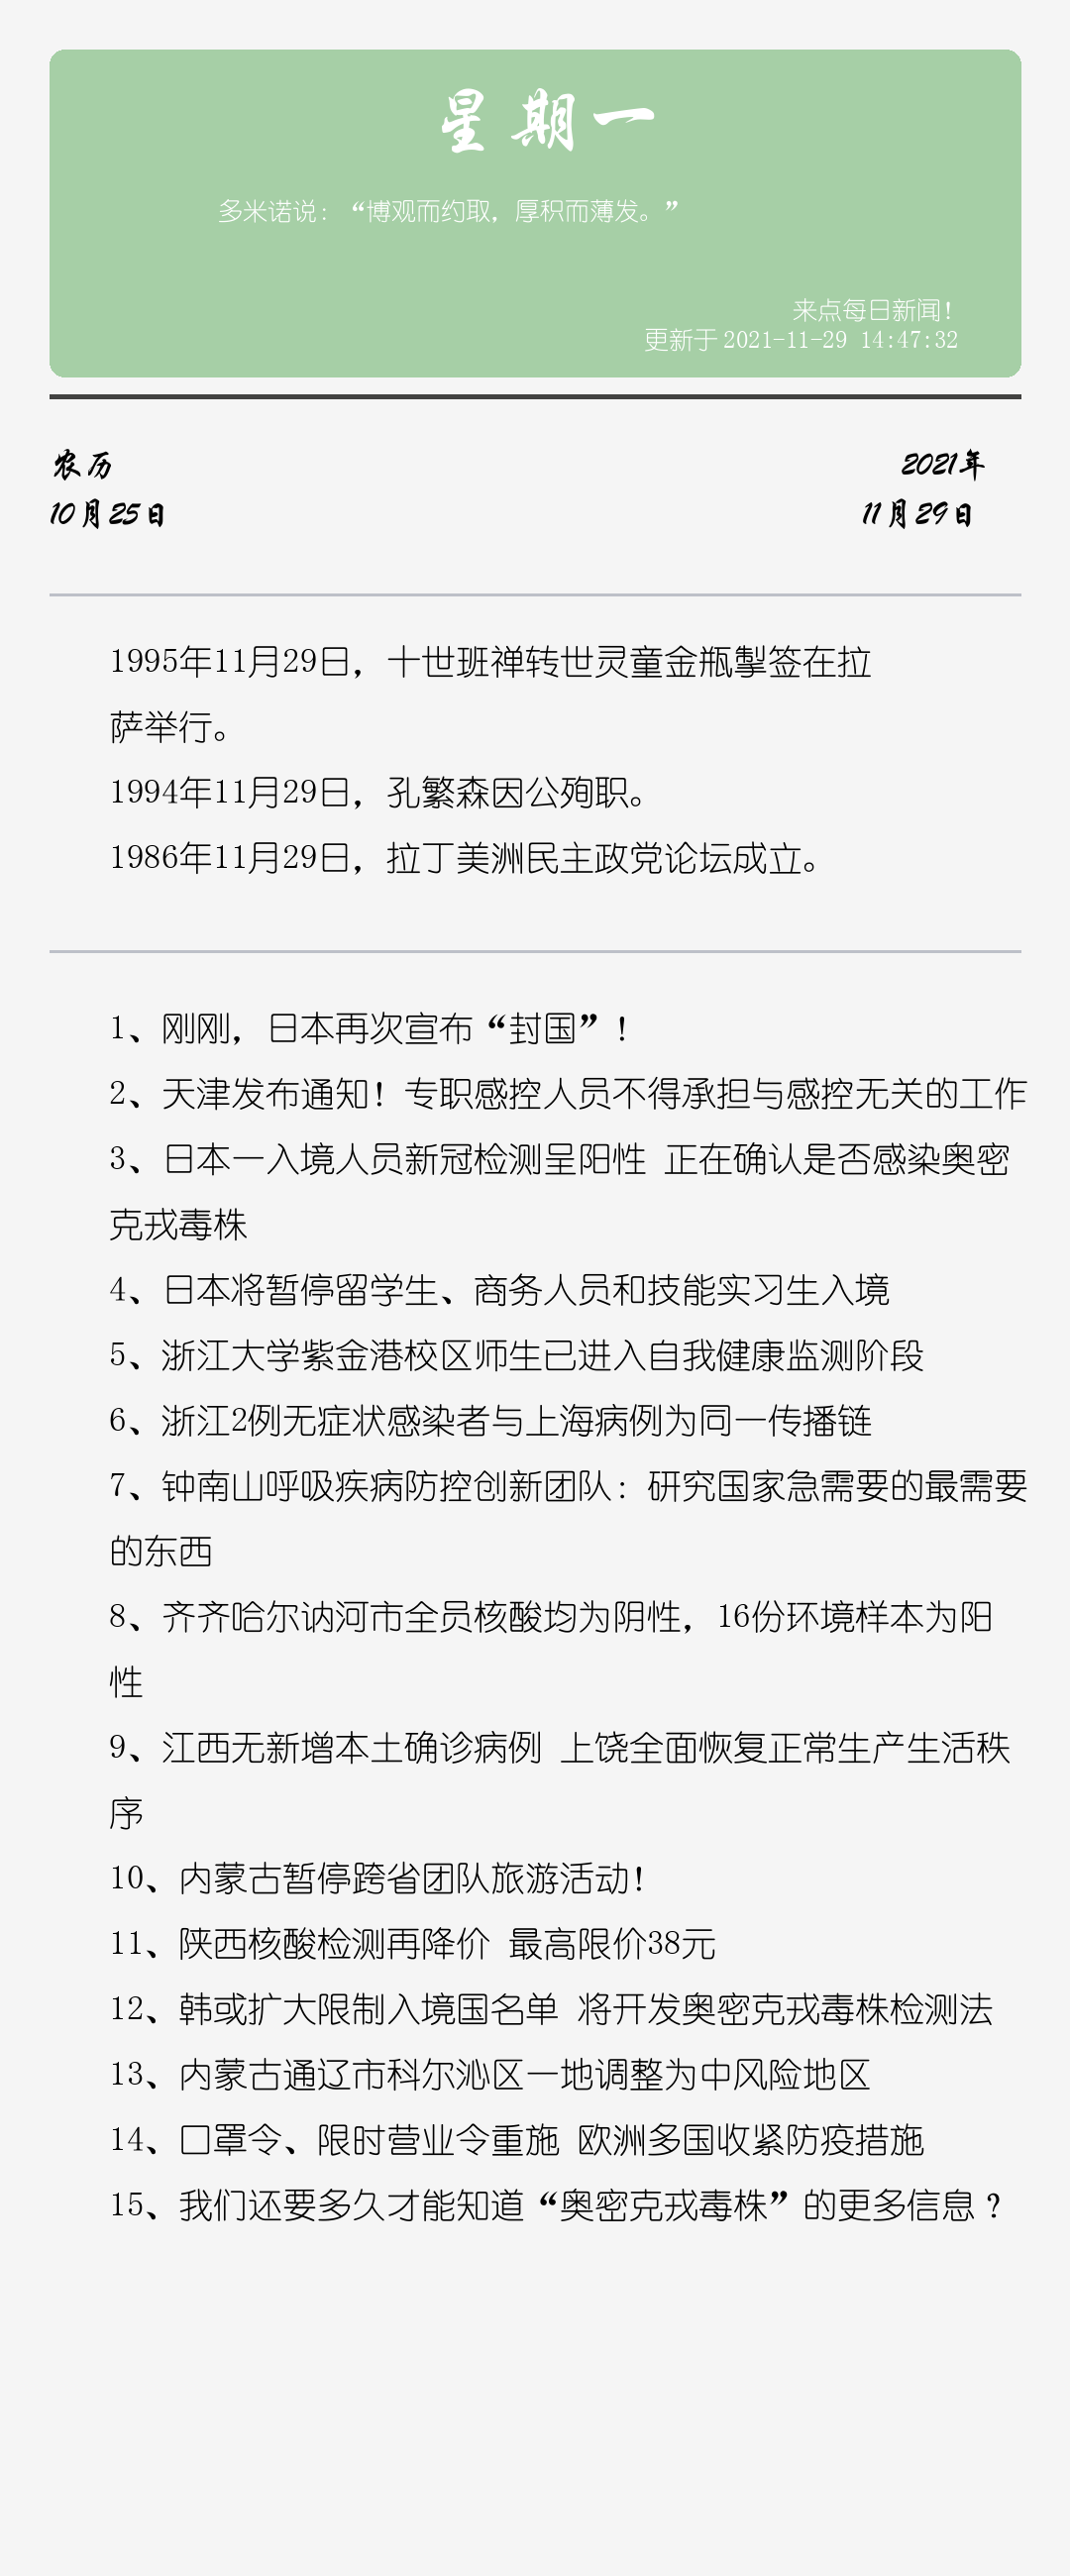 星期一
多米诺说：“博观而约取，厚积而薄发。”
来点每日新闻！
更新于 2021-11-29 14:47:32
农历
2021年
10月25日
11月29日
1995年11月29日，十世班禅转世灵童金瓶掣签在拉
萨举行。
1994年11月29日，孔繁森因公殉职。
1986年11月29日，拉丁美洲民主政党论坛成立。
1、刚刚，日本再次宣布“封国”！
2、天津发布通知！专职感控人员不得承担与感控无关的工作
3、日本一入境人员新冠检测呈阳性 正在确认是否感染奥密
克戎毒株
4、日本将暂停留学生、商务人员和技能实习生入境
5、浙江大学紫金港校区师生已进入自我健康监测阶段
6、浙江2例无症状感染者与上海病例为同一传播链
7、钟南山呼吸疾病防控创新团队：研究国家急需要的最需要
的东西
8、齐齐哈尔讷河市全员核酸均为阴性，16份环境样本为阳
性
9、江西无新增本土确诊病例 上饶全面恢复正常生产生活秩
序
10、内蒙古暂停跨省团队旅游活动！
11、陕西核酸检测再降价 最高限价38元
12、韩或扩大限制入境国名单 将开发奥密克戎毒株检测法
13、内蒙古通辽市科尔沁区一地调整为中风险地区
14、口罩令、限时营业令重施 欧洲多国收紧防疫措施
15、我们还要多久才能知道“奥密克戎毒株”的更多信息？